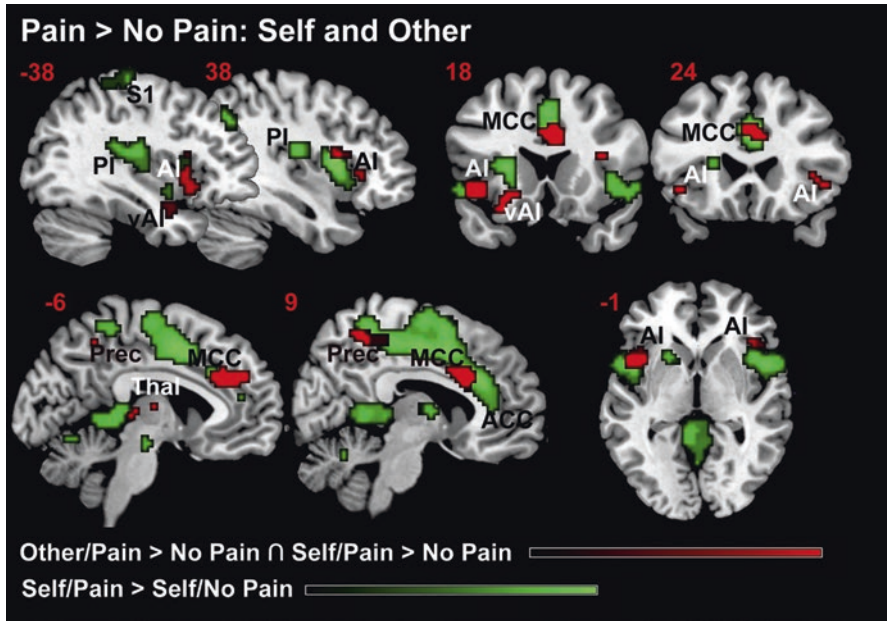 Pain > No Pain: Self and Other
-38
38
18
24
S1
PI
AI
vAI
PI
AI
MCC
AI
vAI
MCC
AI
AI
-6
9
-1
Prec
MCC
Thal
Prec
MCC
ACC
AI
AI
Other/Pain > No Pain ∩ Self/Pain > No Pain
Self/Pain > Self/No Pain